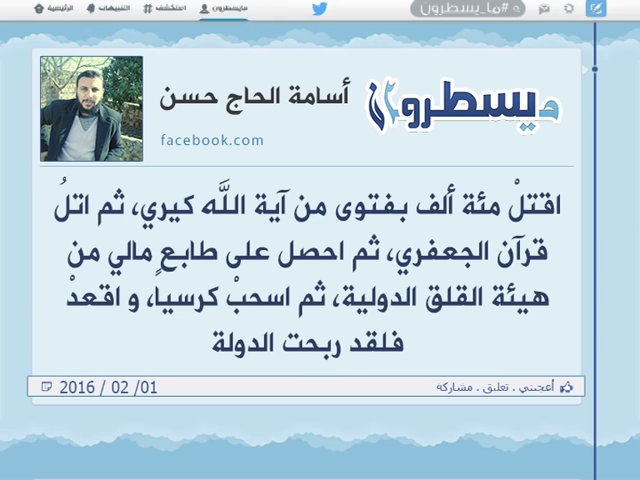 الرئيسية
التنبيهات
اكتشف
مايسطرون
#ما_يسطرون
مايسطرون
أسامة الحاج حسن
facebook.com
اقتلْ مئة ألف بفتوى من آية اللَّه كيري، ثم اتلُ
قرآن الجعفري، ثم احصل على طابعٍ مالي من
هيئة القلق الدولية، ثم اسحبْ كرسيا، و اقعدْ
فلقد ربحت الدولة
أعجبني . تعليق . مشاركة
2016 / 02 /01